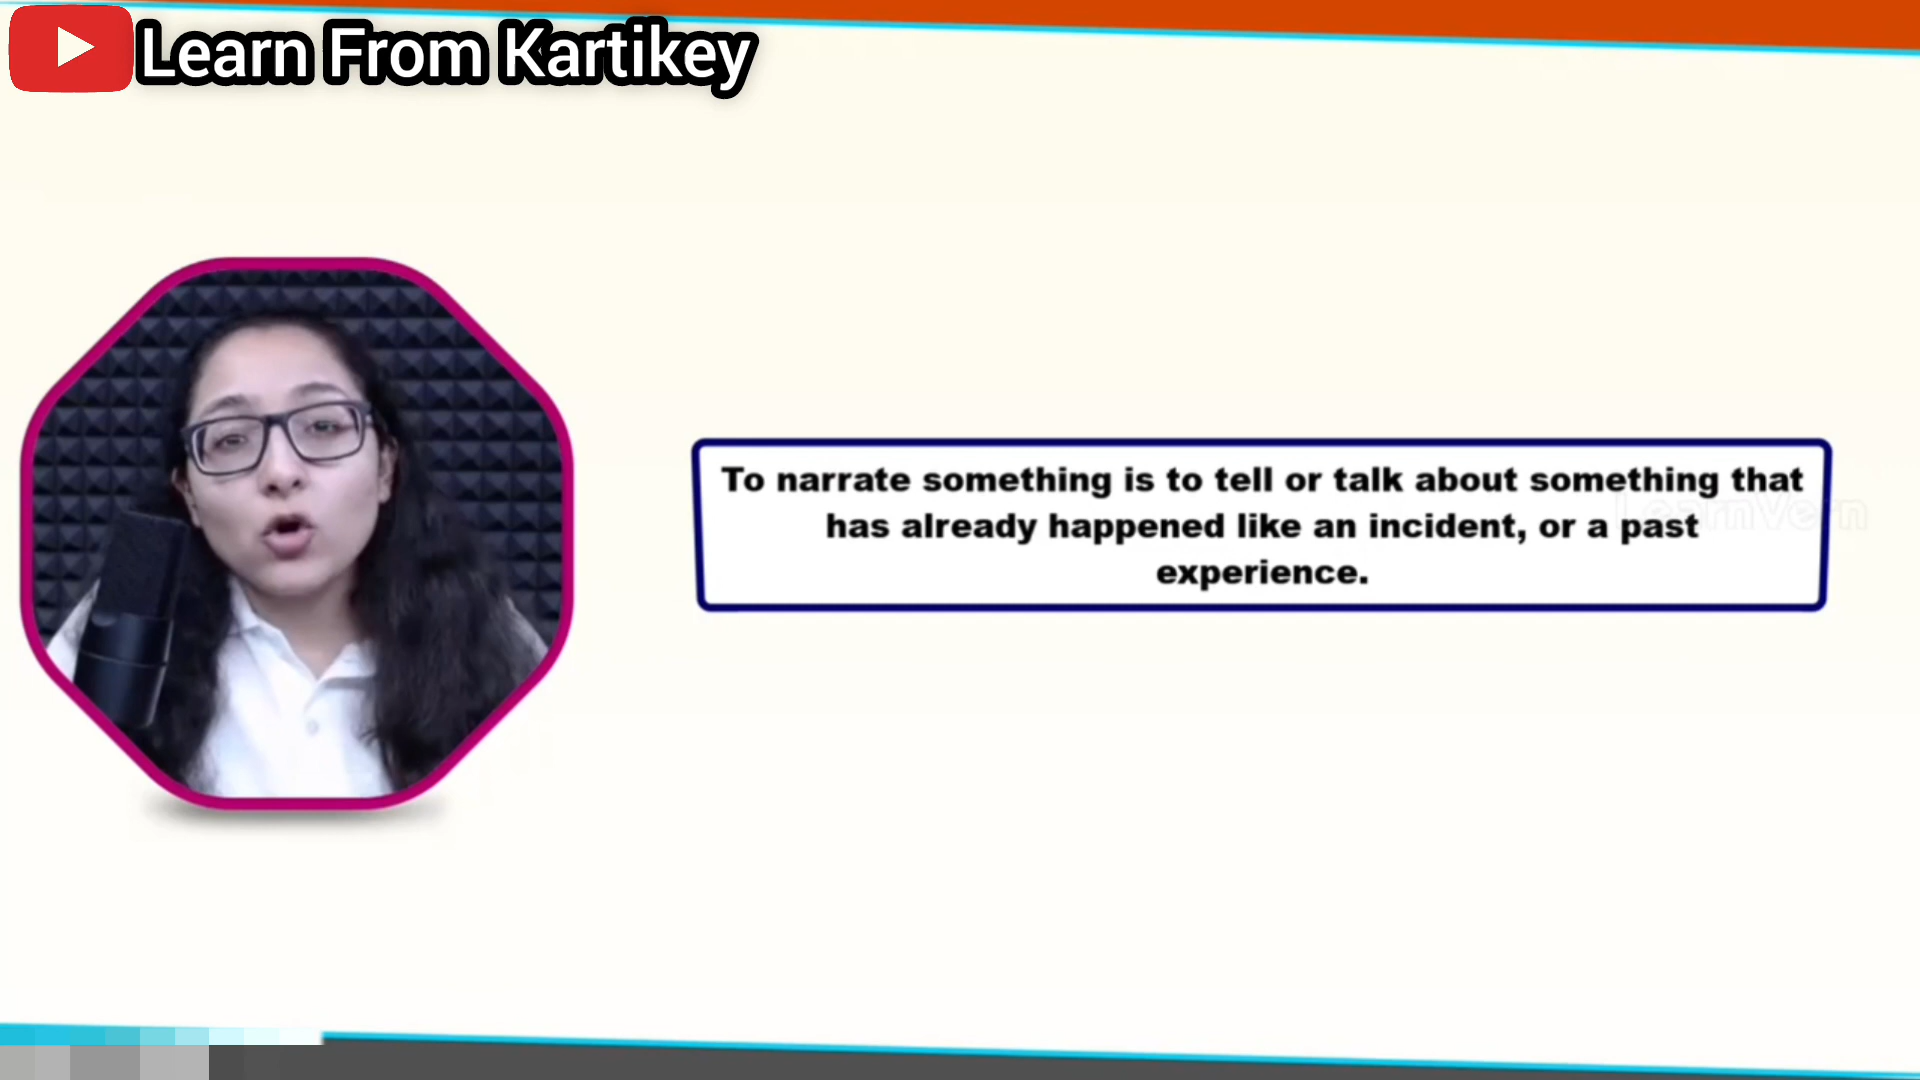 Learn From Kartikey
To narrate something is to tell or talk about something that
has already happened like an incident, or a past
experience.
LearnVern